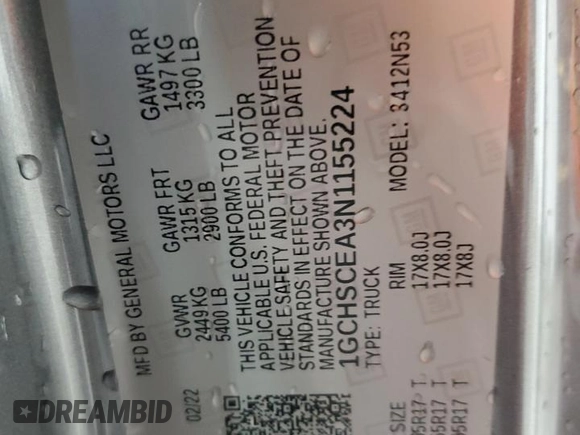 MFD BY GENERAL MOTORS LLC
02/22
GVWR
2449 KG
5400 LB
GAWR FRT
1315 KG
2900 LB
GAWR RR
1497 KG
3300 LB
THIS VEHICLE CONFORMS TO ALL
APPLICABLE U.S. FEDERAL MOTOR
VEHICLE SAFETY AND THEFT PREVENTION
STANDARDS IN EFFECT ON THE DATE OF
MANUFACTURE SHOWN ABOVE.
1GCHSCEA3N1155224
TYPE: TRUCK
MODEL: 3412N53
SIZE
RIM
5R17 T
17X8.0J
5R17 T
17X8.0J
5R17 T
17X8J
DREAMBID